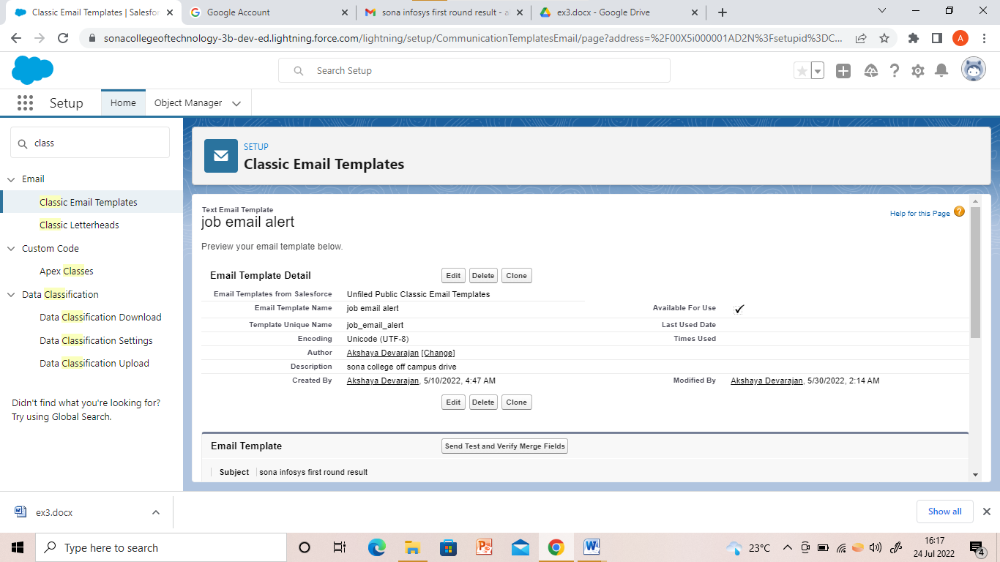 Classic Email Templates | Salesfor
Google Account
sona infosys first round result - a
ex3.docx - Google Drive
sonacollegeoftechnology-3b-dev-ed.lightning.force.com/lightning/setup/CommunicationTemplatesEmail/page?address=%2F00X5i000001AD2N%3Fsetupid%3DC...
A
Search Setup
Setup
Home
Object Manager
class
Email
Classic Email Templates
Classic Letterheads
Custom Code
Apex Classes
Data Classification
Data Classification Download
Data Classification Settings
Data Classification Upload
Didn't find what you're looking for?
Try using Global Search.
SETUP
Classic Email Templates
Text Email Template
job email alert
Help for this Page ?
Preview your email template below.
Email Template Detail Edit Delete Clone
Email Templates from Salesforce Unfiled Public Classic Email Templates
Email Template Name job email alert Available For Use
Template Unique Name job_email_alert Last Used Date
Encoding Unicode (UTF-8) Times Used
Author Akshaya Devarajan [Change]
Description sona college off campus drive
Created By Akshaya Devarajan, 5/10/2022, 4:47 AM Modified By Akshaya Devarajan, 5/30/2022, 2:14 AM
Edit Delete Clone
Email Template Send Test and Verify Merge Fields
Subject sona infosys first round result
ex3.docx
Show all
Type here to search
23°C
16:17
24 Jul 2022
4